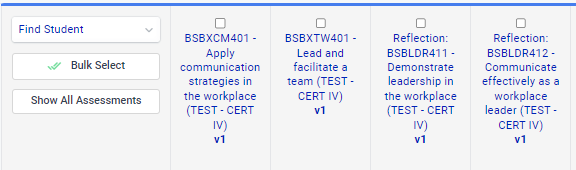 Find Student
Bulk Select
Show All Assessments
BSBXCM401 -
Apply
communication
strategies in
the workplace
(TEST - CERT
IV)
v1
BSBXTW401 -
Lead and
facilitate a
team (TEST -
CERT IV)
v1
Reflection:
BSBLDR411 -
Demonstrate
leadership in
the workplace
(TEST - CERT
IV)
v1
Reflection:
BSBLDR412 -
Communicate
effectively as a
workplace
leader (TEST -
CERT IV)
v1